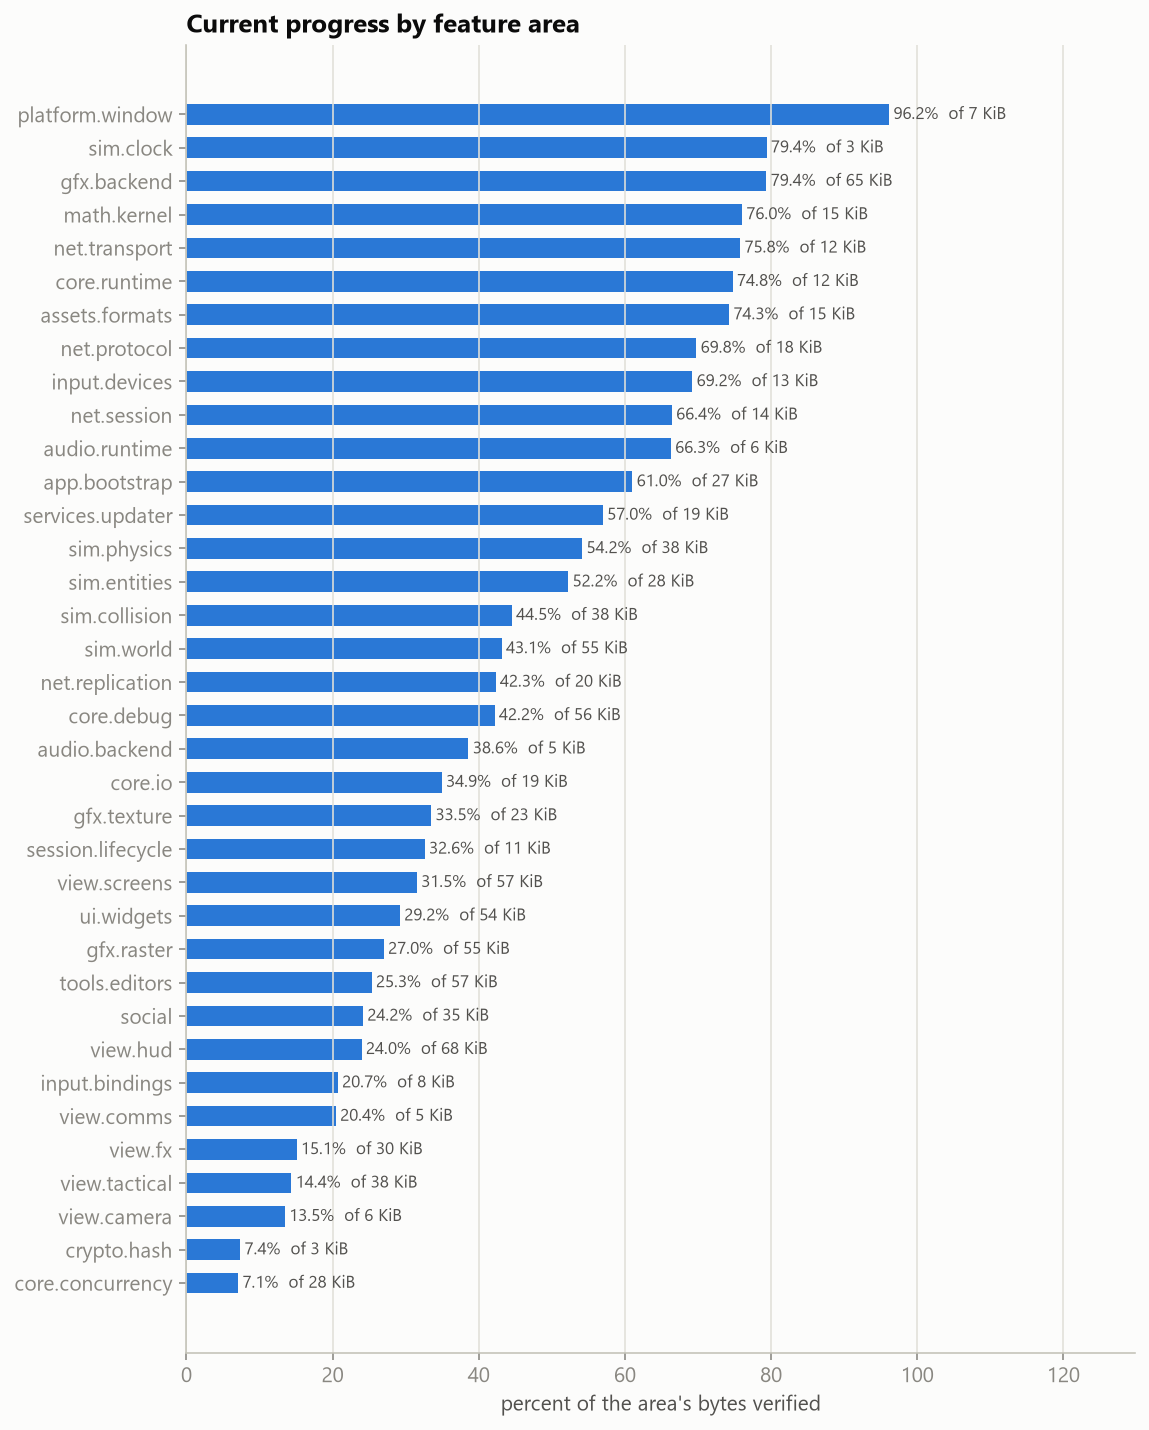 Current progress by feature area
platform.window 96.2% of 7 KiB
sim.clock 79.4% of 3 KiB
gfx.backend 79.4% of 65 KiB
math.kernel 76.0% of 15 KiB
net.transport 75.8% of 12 KiB
core.runtime 74.8% of 12 KiB
assets.formats 74.3% of 15 KiB
net.protocol 69.8% of 18 KiB
input.devices 69.2% of 13 KiB
net.session 66.4% of 14 KiB
audio.runtime 66.3% of 6 KiB
app.bootstrap 61.0% of 27 KiB
services.updater 57.0% of 19 KiB
sim.physics 54.2% of 38 KiB
sim.entities 52.2% of 28 KiB
sim.collision 44.5% of 38 KiB
sim.world 43.1% of 55 KiB
net.replication 42.3% of 20 KiB
core.debug 42.2% of 56 KiB
audio.backend 38.6% of 5 KiB
core.io 34.9% of 19 KiB
gfx.texture 33.5% of 23 KiB
session.lifecycle 32.6% of 11 KiB
view.screens 31.5% of 57 KiB
ui.widgets 29.2% of 54 KiB
gfx.raster 27.0% of 55 KiB
tools.editors 25.3% of 57 KiB
social 24.2% of 35 KiB
view.hud 24.0% of 68 KiB
input.bindings 20.7% of 8 KiB
view.comms 20.4% of 5 KiB
view.fx 15.1% of 30 KiB
view.tactical 14.4% of 38 KiB
view.camera 13.5% of 6 KiB
crypto.hash 7.4% of 3 KiB
core.concurrency 7.1% of 28 KiB
0 20 40 60 80 100 120
percent of the area's bytes verified